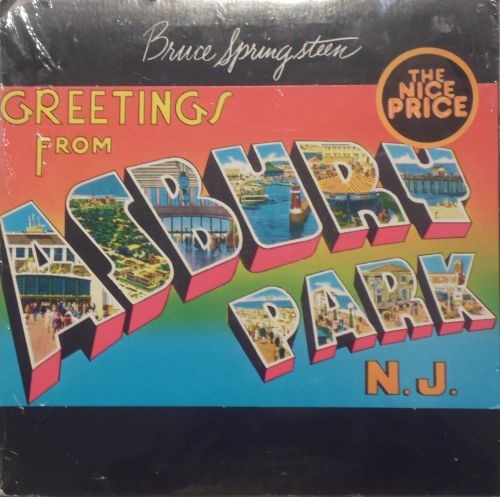 Bruce Springsteen
THE
NICE
PRICE
GREETINGS
FROM
ASBURY
PARK
N.J.